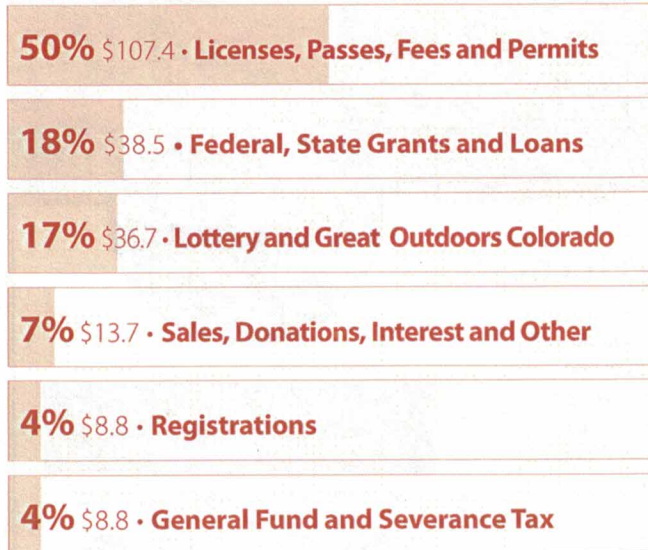 50% $107.4 · Licenses, Passes, Fees and Permits
18% $38.5 • Federal, State Grants and Loans
17% $36.7 · Lottery and Great Outdoors Colorado
7% $13.7 · Sales, Donations, Interest and Other
4% $8.8 · Registrations
4% $8.8 · General Fund and Severance Tax